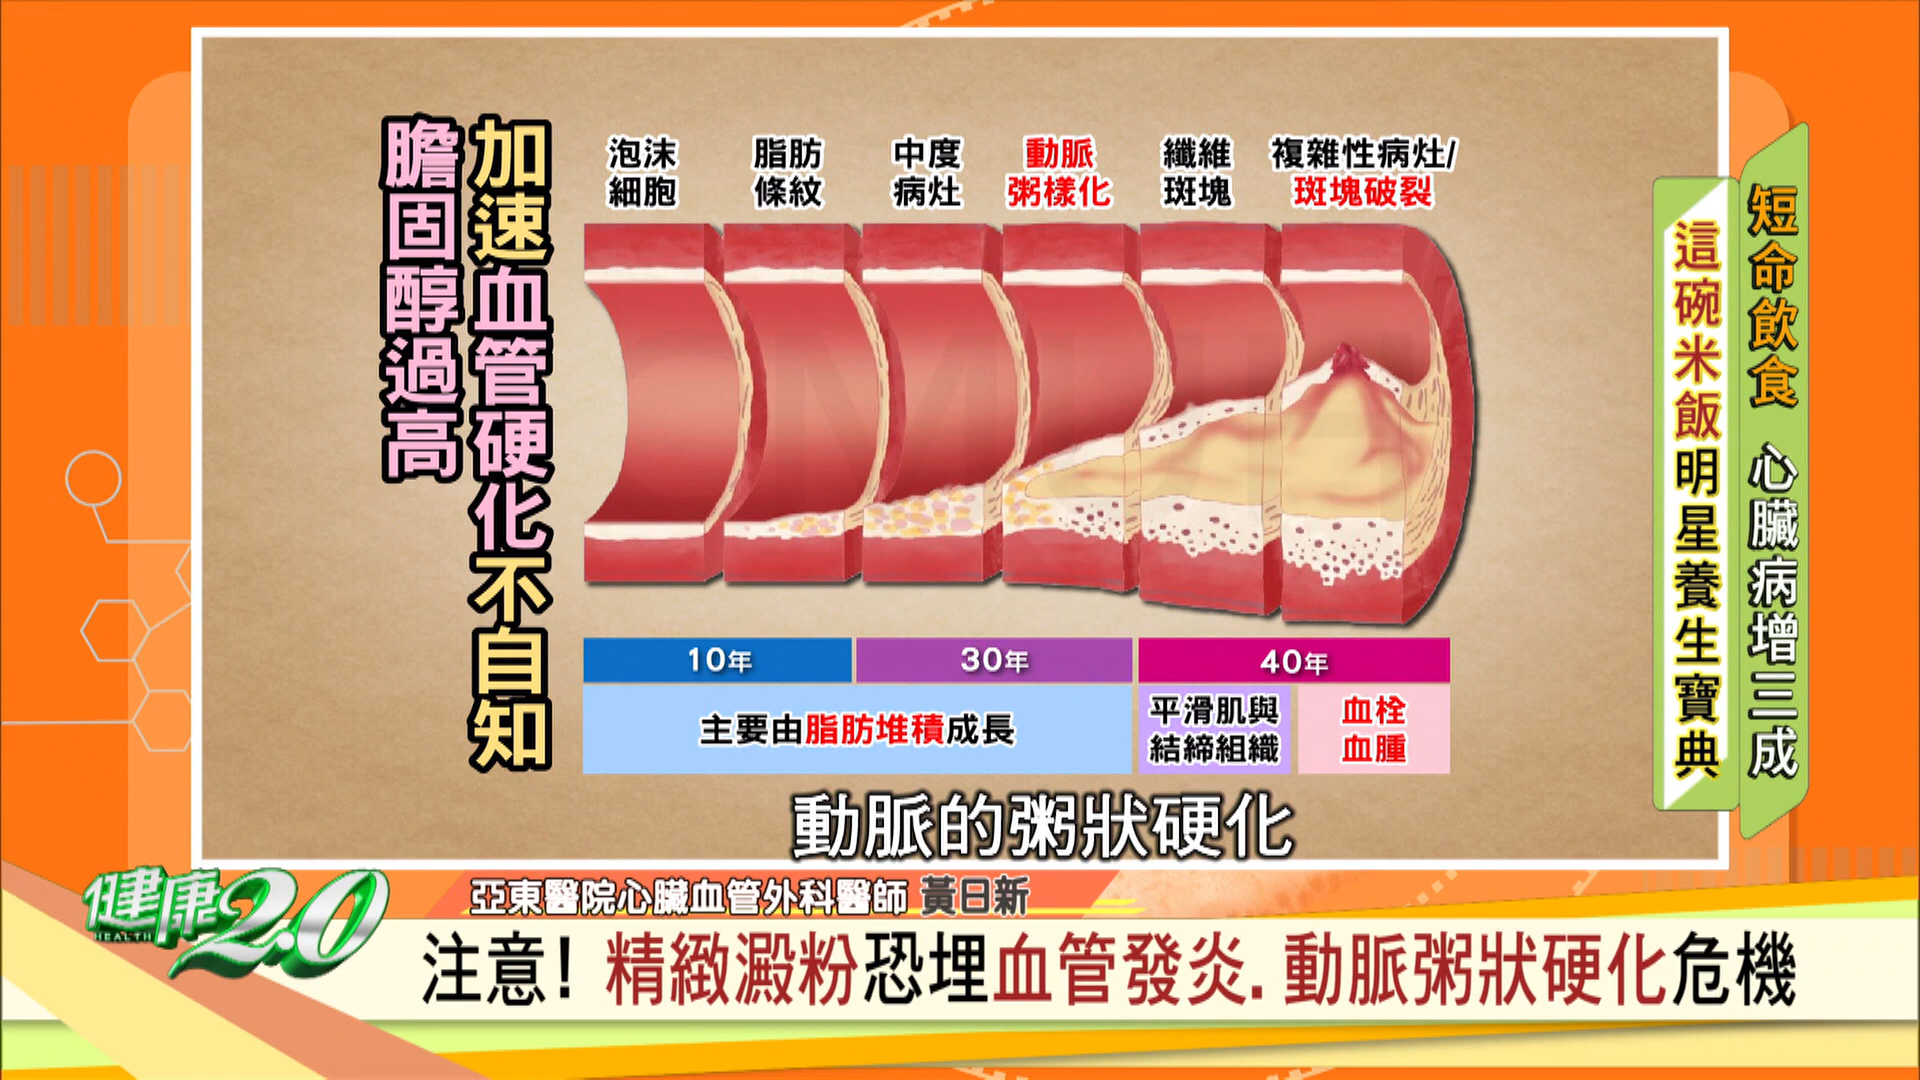 加速血管硬化不自知
膽固醇過高
泡沫
細胞
脂肪
條紋
中度
病灶
動脈
粥樣化
纖維
斑塊
複雜性病灶/
斑塊破裂
10年
30年
40年
主要由脂肪堆積成長
平滑肌與
結締組織
血栓
血腫
動脈的粥狀硬化
短命飲食 心臟病增三成
這碗米飯明星養生寶典
健康2.0
HEALTH
亞東醫院心臟血管外科醫師 黃日新
注意! 精緻澱粉恐埋血管發炎.動脈粥狀硬化危機